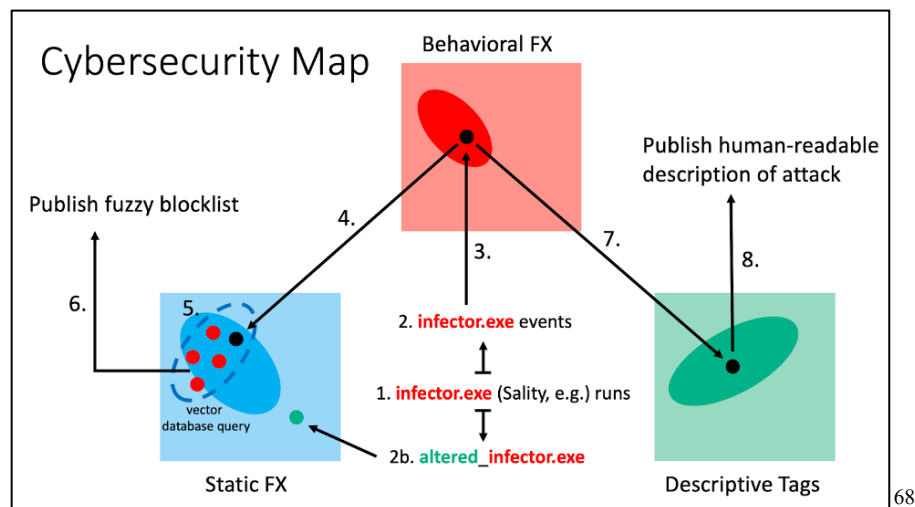 Cybersecurity Map
Behavioral FX
Publish human-readable
description of attack
Publish fuzzy blocklist
4.
3.
7.
8.
6.
5.
2. infector.exe events
1. infector.exe (Sality, e.g.) runs
vector
database query
2b. altered_infector.exe
Static FX
Descriptive Tags
68